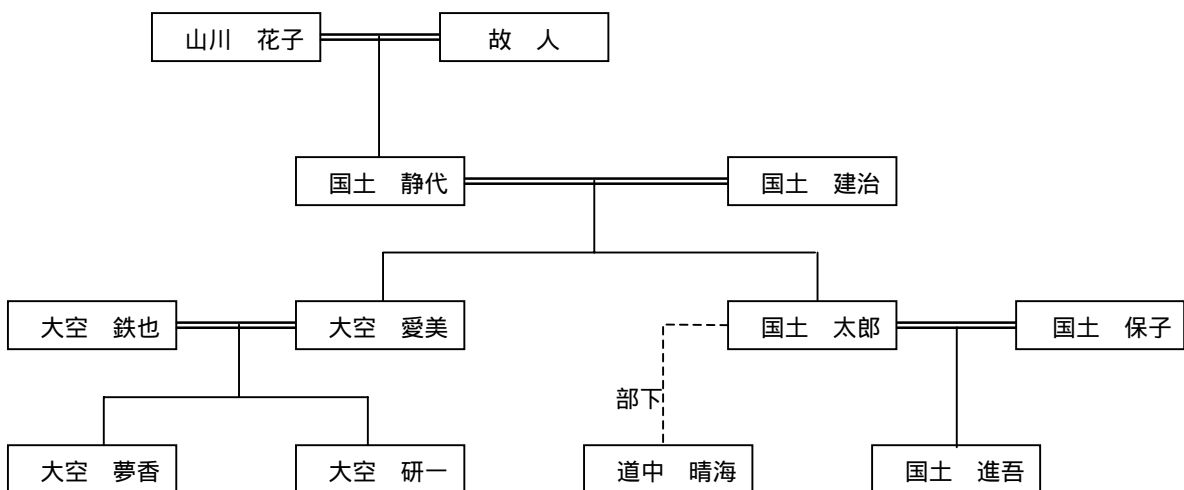 山川　花子
故　人
国土　静代
国土　建治
大空　鉄也
大空　愛美
国土　太郎
国土　保子
部下
大空　夢香
大空　研一
道中　晴海
国土　進吾